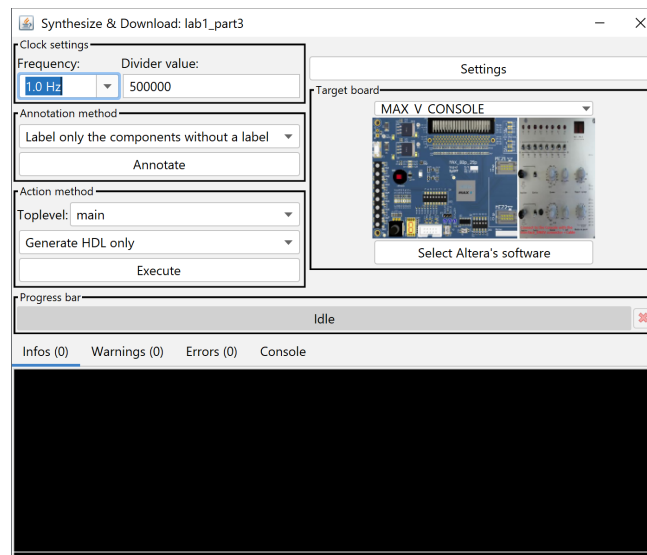 Synthesize & Download: lab1_part3
Clock settings
Frequency: Divider value:
1.0 Hz 500000
Settings
Target board
MAX_V_CONSOLE
Annotation method
Label only the components without a label
Annotate
Action method
Toplevel: main
Generate HDL only
Execute
Select Altera's software
Progress bar
Idle
Infos (0) Warnings (0) Errors (0) Console